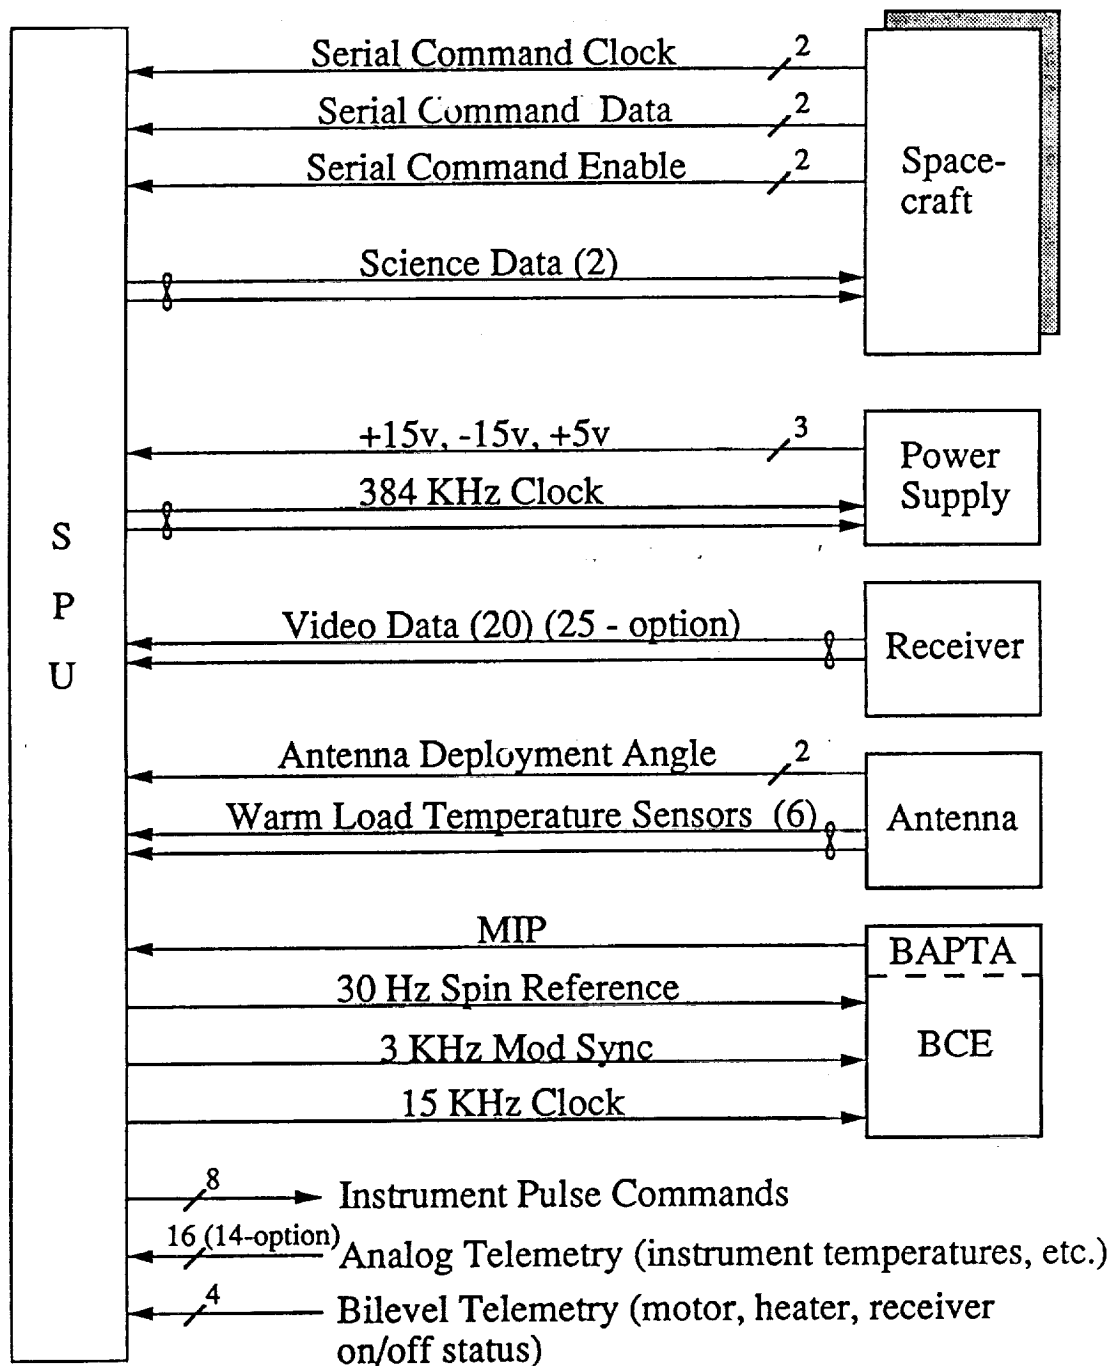 Serial Command Clock
2
Serial Command Data
2
Serial Command Enable
2
Space-
craft
Science Data (2)
+15v, -15v, +5v
3
Power
Supply
384 KHz Clock
S
P
U
Video Data (20) (25 - option)
Receiver
Antenna Deployment Angle
2
Warm Load Temperature Sensors (6)
Antenna
MIP
BAPTA
30 Hz Spin Reference
3 KHz Mod Sync
BCE
15 KHz Clock
8
Instrument Pulse Commands
16 (14-option)
Analog Telemetry (instrument temperatures, etc.)
4
Bilevel Telemetry (motor, heater, receiver
on/off status)